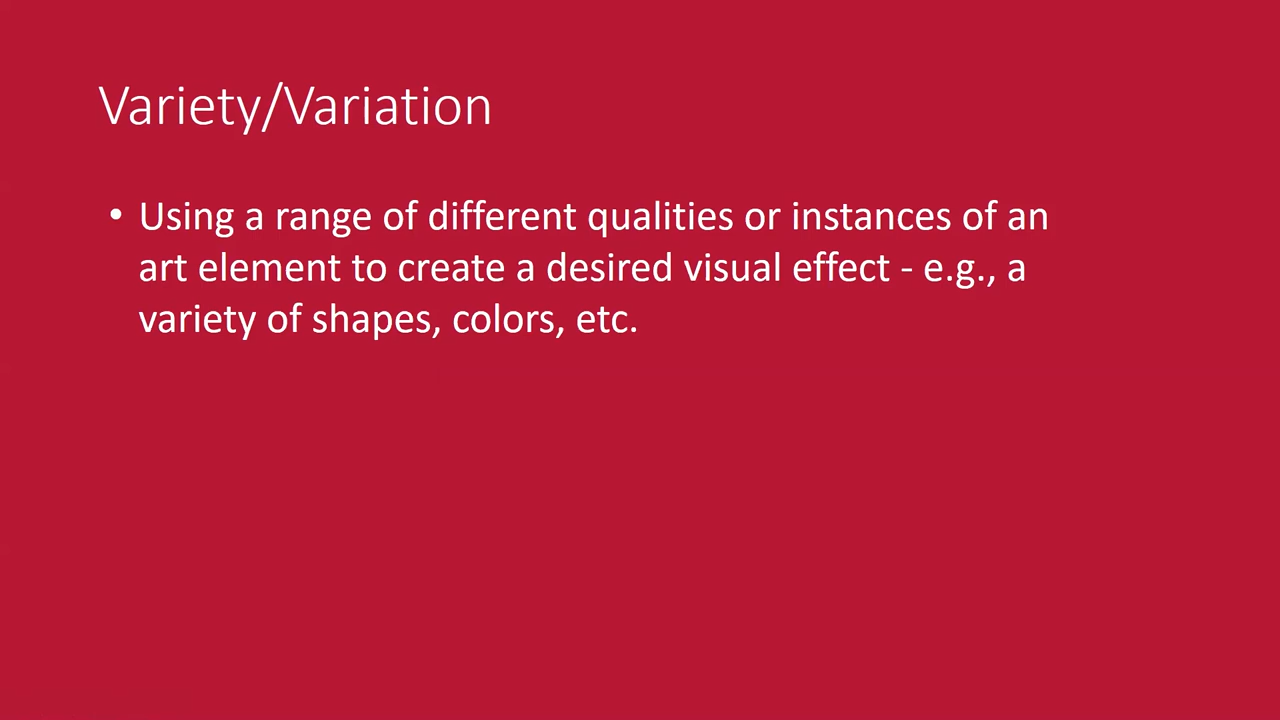 Variety/Variation
• Using a range of different qualities or instances of an
art element to create a desired visual effect - e.g., a
variety of shapes, colors, etc.